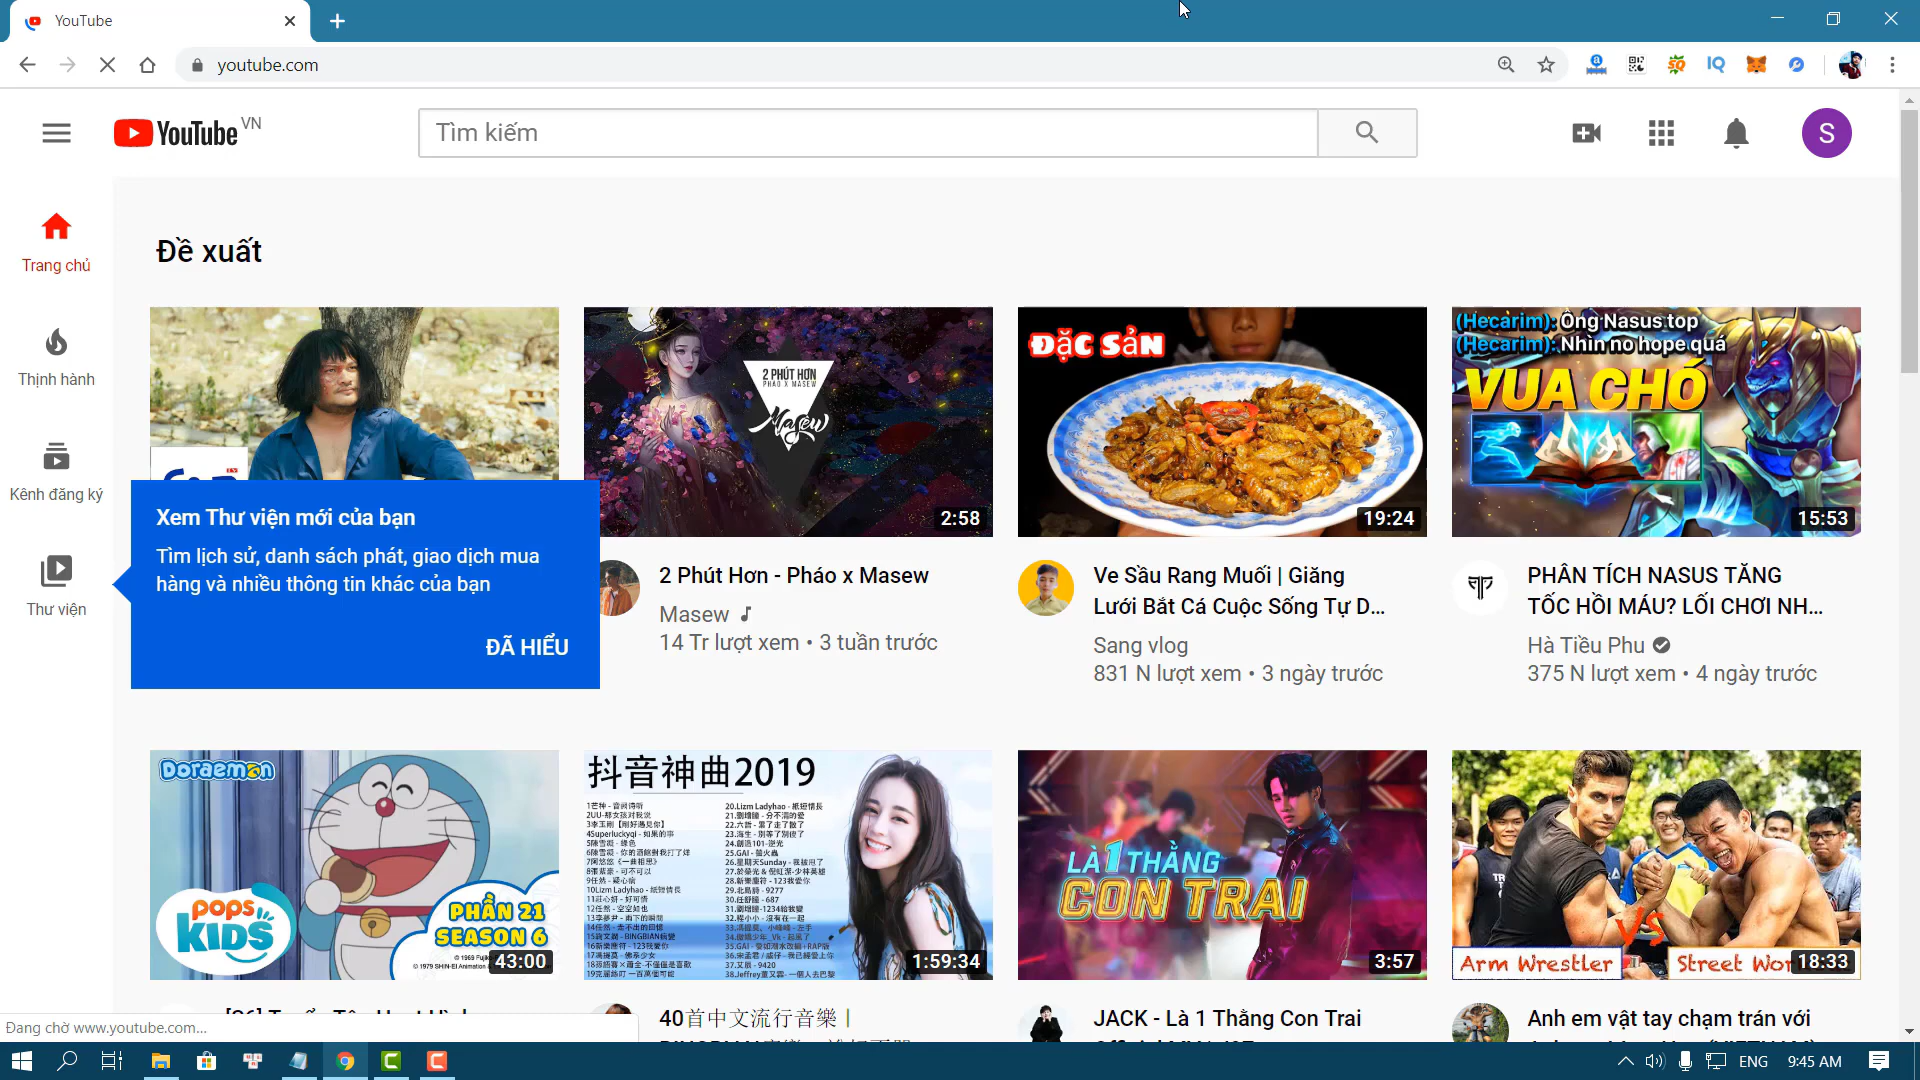 YouTube
youtube.com
YouTube VN
Tìm kiếm
S
Trang chủ
Thịnh hành
Kênh đăng ký
Thư viện
Đề xuất
Xem Thư viện mới của bạn
Tìm lịch sử, danh sách phát, giao dịch mua
hàng và nhiều thông tin khác của bạn
ĐÃ HIỂU
2 PHÚT HƠN
PHAO X MASEW
Masew
2:58
2 Phút Hơn - Pháo x Masew
Masew
14 Tr lượt xem • 3 tuần trước
ĐẶC SẢN
19:24
Ve Sầu Rang Muối | Giăng
Lưới Bắt Cá Cuộc Sống Tự D...
Sang vlog
831 N lượt xem • 3 ngày trước
(Hecarim): Ông Nasus top
(Hecarim): Nhìn no hope quá
VUA CHÓ
15:53
PHÂN TÍCH NASUS TĂNG
TỐC HỒI MÁU? LỐI CHƠI NH...
Hà Tiều Phu
375 N lượt xem • 4 ngày trước
Doraemon
POPS
KIDS
PHẦN 21
SEASON 6
43:00
抖音神曲2019
1:59:34
40首中文流行音樂 |
LÀ 1 THẰNG
CON TRAI
3:57
JACK - Là 1 Thằng Con Trai
VS
Arm Wrestler
Street Wor
18:33
Anh em vật tay chạm trán với
Đang chờ www.youtube.com...
ENG
9:45 AM